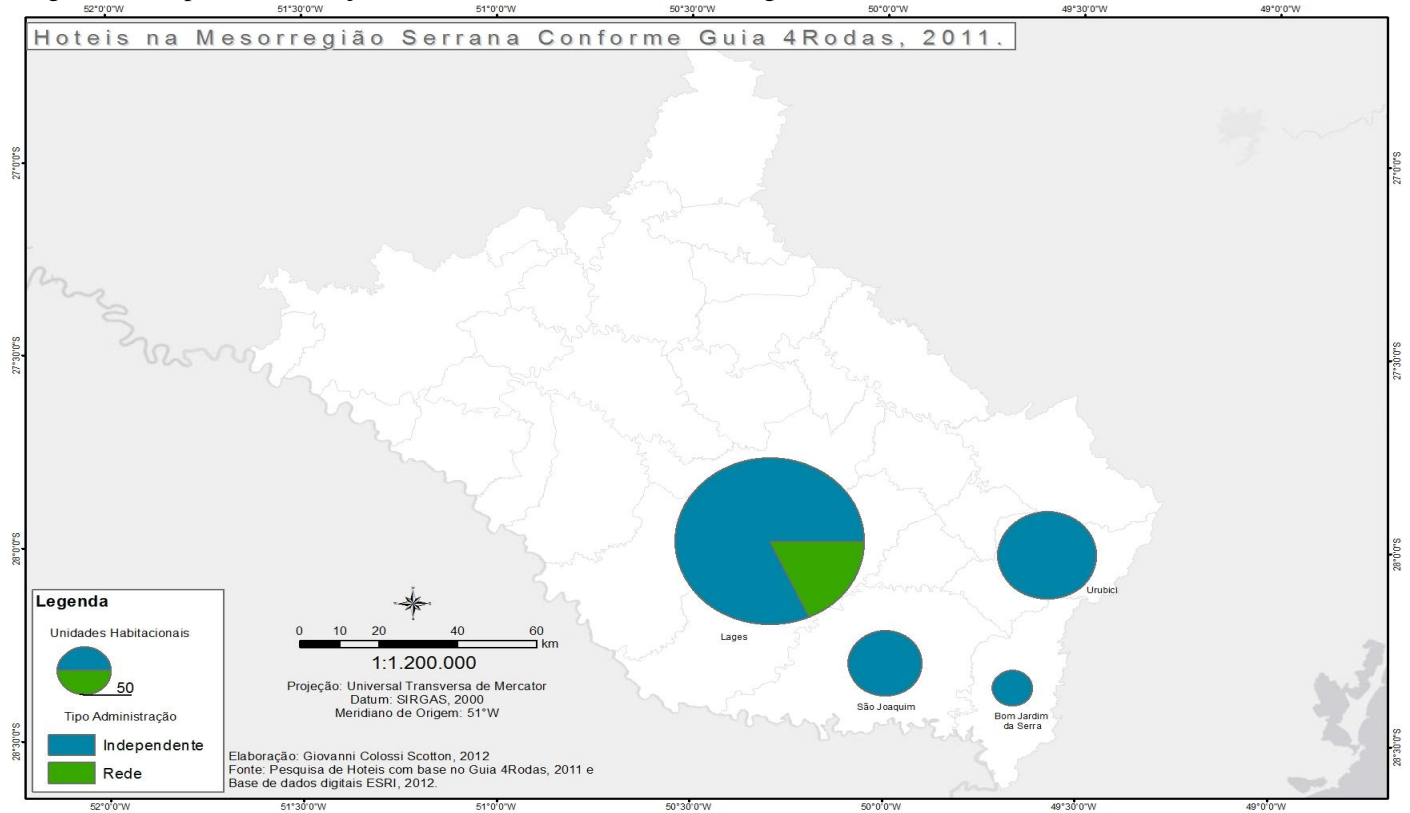 52°0'0"W 51°30'0"W 51°0'0"W 50°30'0"W 50°0'0"W 49°30'0"W 49°0'0"W
Hoteis na Mesorregião Serrana Conforme Guia 4Rodas, 2011.
27°0'0"S
27°0'0"S
27°30'0"S
27°30'0"S
28°0'0"S
28°0'0"S
28°30'0"S
28°30'0"S
Urubici
Lages
São Joaquim
Bom Jardim
da Serra
Legenda
Unidades Habitacionais
50
Tipo Administração
Independente
Rede
0 10 20 40 60
km
1:1.200.000
Projeção: Universal Transversa de Mercator
Datum: SIRGAS, 2000
Meridiano de Origem: 51°W
Elaboração: Giovanni Colossi Scotton, 2012
Fonte: Pesquisa de Hoteis com base no Guia 4Rodas, 2011 e
Base de dados digitais ESRI, 2012.
52°0'0"W 51°30'0"W 51°0'0"W 50°30'0"W 50°0'0"W 49°30'0"W 49°0'0"W